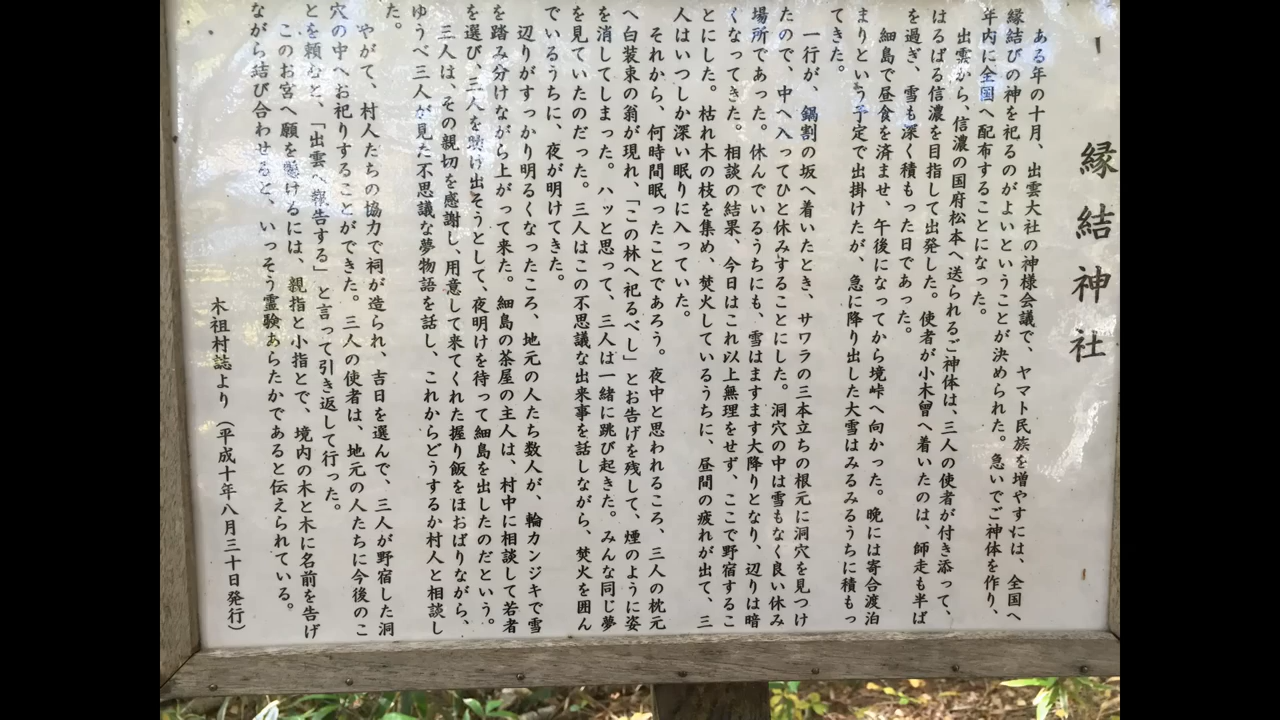 縁結神社
ある年の十月、出雲大社の神様会議で、ヤマト民族を増やすには、全国へ
縁結びの神を祀るのがよいということが決められた。急いでご神体を作り、
年内に全国へ配布することになった。
出雲から、信濃の国府松本へ送られるご神体は、三人の使者が付き添って、
はるばる信濃を目指して出発した。使者が小木曽へ着いたのは、師走も半ば
を過ぎ、雪も深く積もった日であった。
細島で昼食を済ませ、午後になってから境峠へ向かった。晩には寄合渡泊
まりという予定で出掛けたが、急に降り出した大雪はみるみるうちに積もっ
てきた。
一行が、鍋割の坂へ着いたとき、サワラの三本立ちの根元に洞穴を見つけ
たので、中へ入ってひと休みすることにした。洞穴の中は雪もなく良い休み
場所であった。休んでいるうちにも、雪はますます大降りとなり、辺りは暗
くなってきた。相談の結果、今日はこれ以上無理をせず、ここで野宿するこ
とにした。枯れ木の枝を集め、焚火しているうちに、昼間の疲れが出て、三
人はいつしか深い眠りに入っていた。
それから、何時間眠ったことであろう。夜中と思われるころ、三人の枕元
へ白装束の翁が現れ、「この林へ祀るべし」とお告げを残して、煙のように姿
を消してしまった。ハッと思って、三人は一緒に跳び起きた。みんな同じ夢
を見ていたのだった。三人はこの不思議な出来事を話しながら、焚火を囲ん
でいるうちに、夜が明けてきた。
辺りがすっかり明るくなったころ、地元の人たち数人が、輪カンジキで雪
を踏み分けながら上がって来た。細島の茶屋の主人は、村中に相談して若者
を選び、三人を助け出そうとして、夜明けを待って細島を出したのだという。
三人は、その親切を感謝し、用意して来てくれた握り飯をほおばりながら、
ゆうべ三人が見た不思議な夢物語を話し、これからどうするか村人と相談し
た。
やがて、村人たちの協力で祠が造られ、吉日を選んで、三人が野宿した洞
穴の中へお祀りすることができた。三人の使者は、地元の人たちに今後のこ
とを頼むと、「出雲へ報告する」と言って引き返して行った。
このお宮へ願を懸けるには、親指と小指とで、境内の木と木に名前を告げ
ながら結び合わせると、いっそう霊験あらたかであると伝えられている。
木祖村誌より（平成十年八月三十日発行）